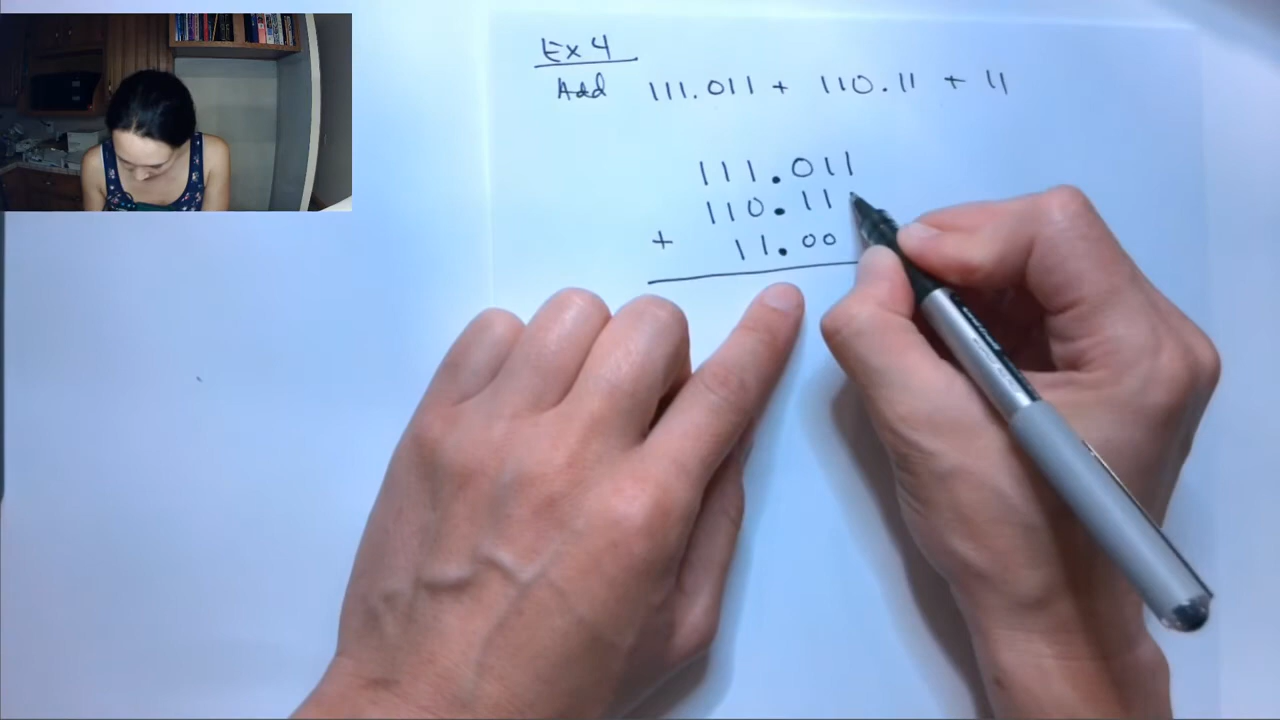 Ex 4
Add 111.011 + 110.11 + 11
111.011
110.11
+ 11.00